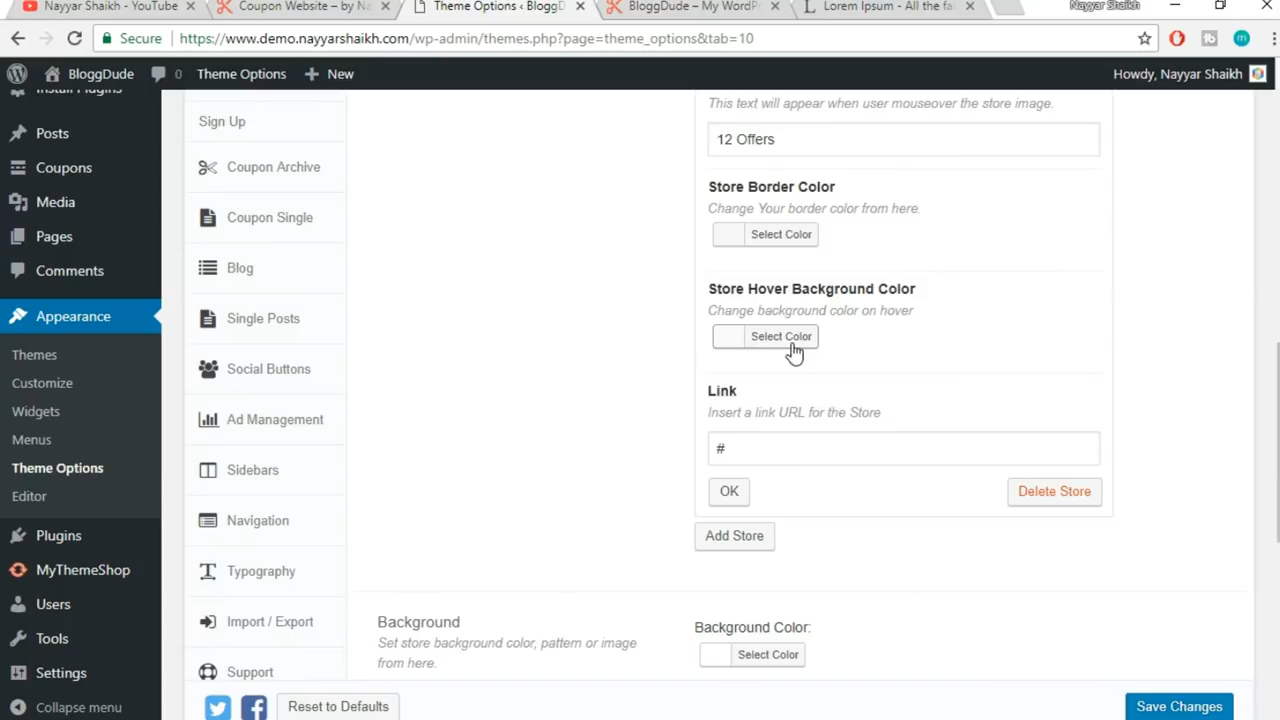 Nayyar Shaikh - YouTube
Coupon Website – by Na
Theme Options ‹ BloggD
BloggDude – My WordP
Lorem Ipsum - All the fa
Nayyar Shaikh
Secure
https://www.demo.nayyarshaikh.com/wp-admin/themes.php?page=theme_options&tab=10
BloggDude
0
Theme Options
New
Howdy, Nayyar Shaikh
Install Plugins
Posts
Coupons
Media
Pages
Comments
Appearance
Themes
Customize
Widgets
Menus
Theme Options
Editor
Plugins
MyThemeShop
Users
Tools
Settings
Collapse menu
Sign Up
Coupon Archive
Coupon Single
Blog
Single Posts
Social Buttons
Ad Management
Sidebars
Navigation
Typography
Import / Export
Support
This text will appear when user mouseover the store image.
12 Offers
Store Border Color
Change Your border color from here.
Select Color
Store Hover Background Color
Change background color on hover
Select Color
Link
Insert a link URL for the Store
#
OK
Delete Store
Add Store
Background
Set store background color, pattern or image
from here.
Background Color:
Select Color
Reset to Defaults
Save Changes